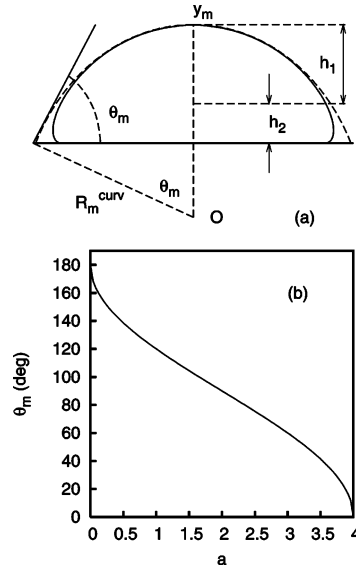 y_m
h_1
h_2
θ_m
θ_m
R_m^curv
O
(a)
(b)
180
160
140
120
100
80
60
40
20
0
θ_m (deg)
0 0.5 1 1.5 2 2.5 3 3.5 4
a